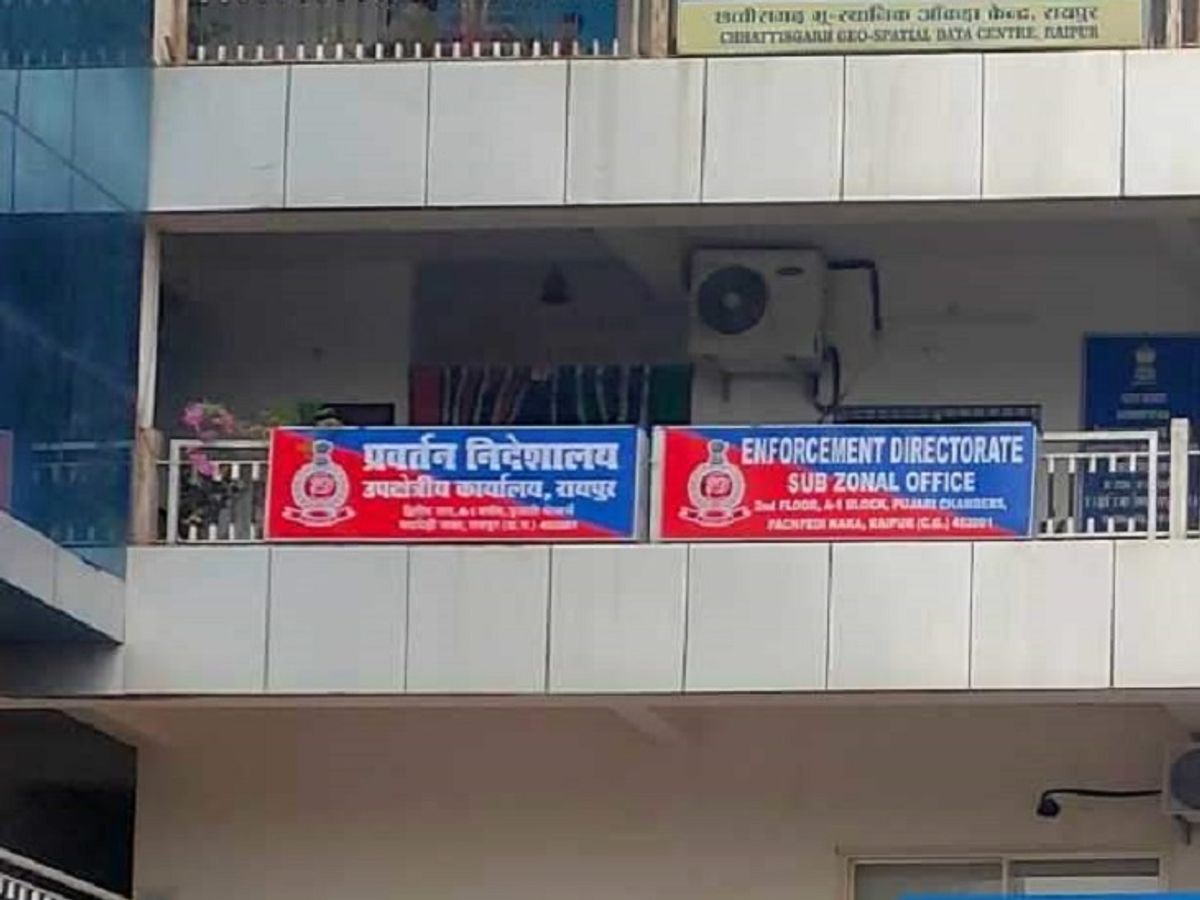 छत्तीसगढ़ भू-स्थानिक आँकड़ा केन्द्र, रायपुर
CHHATTISGARH GEO-SPATIAL DATA CENTRE, RAIPUR
प्रवर्तन निदेशालय
उपक्षेत्रीय कार्यालय, रायपुर
ENFORCEMENT DIRECTORATE
SUB ZONAL OFFICE
2nd FLOOR, A-1 BLOCK, PUJARI CHAMBERS,
PACHPEDI NAKA, RAIPUR (C.G.) 492001